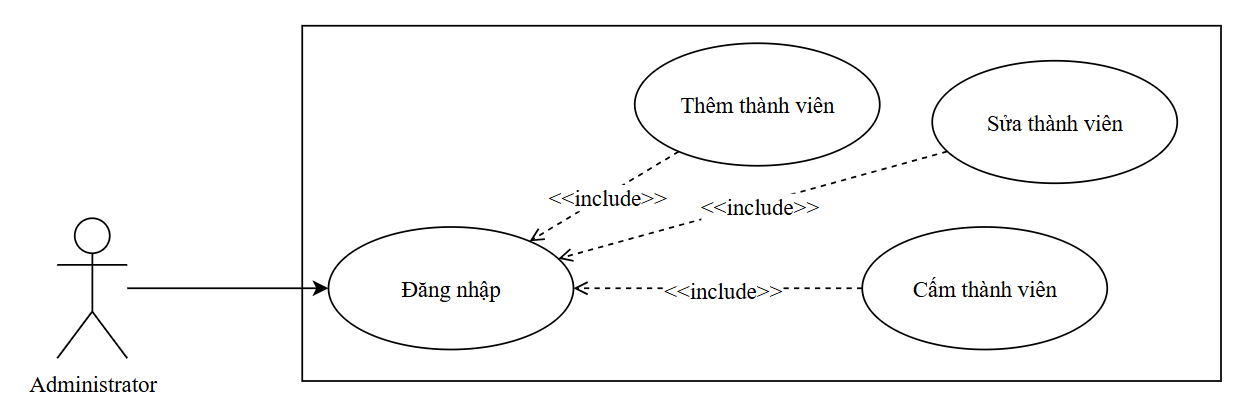 Thêm thành viên
Sửa thành viên
<<include>>
<<include>>
Đăng nhập
<<include>>
Cấm thành viên
Administrator